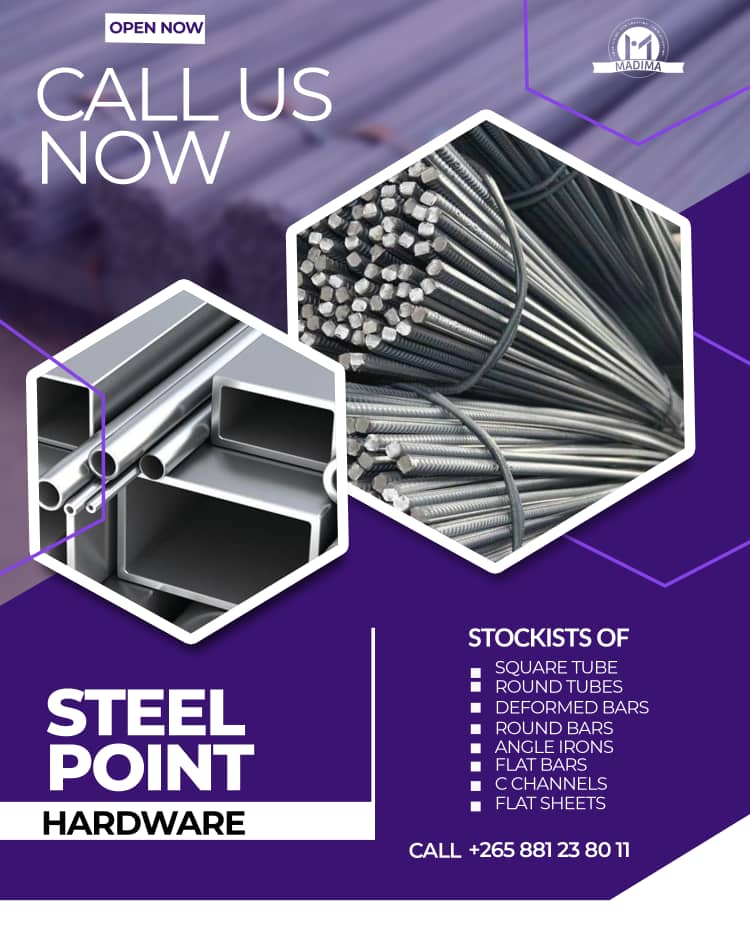 OPEN NOW
MADIMA
CALL US
NOW
STEEL
POINT
HARDWARE
STOCKISTS OF
SQUARE TUBE
ROUND TUBES
DEFORMED BARS
ROUND BARS
ANGLE IRONS
FLAT BARS
C CHANNELS
FLAT SHEETS
CALL +265 881 23 80 11